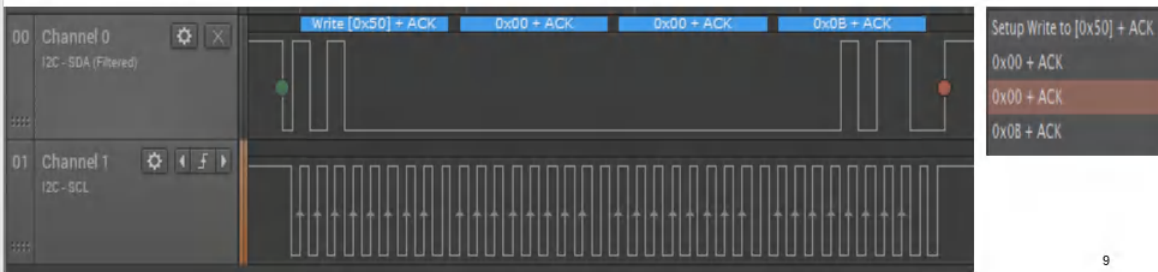 Write [0x50] + ACK 0x00 + ACK 0x00 + ACK 0x0B + ACK
00 Channel 0
I2C - SDA (Filtered)
01 Channel 1
I2C - SCL
Setup Write to [0x50] + ACK
0x00 + ACK
0x00 + ACK
0x0B + ACK
9